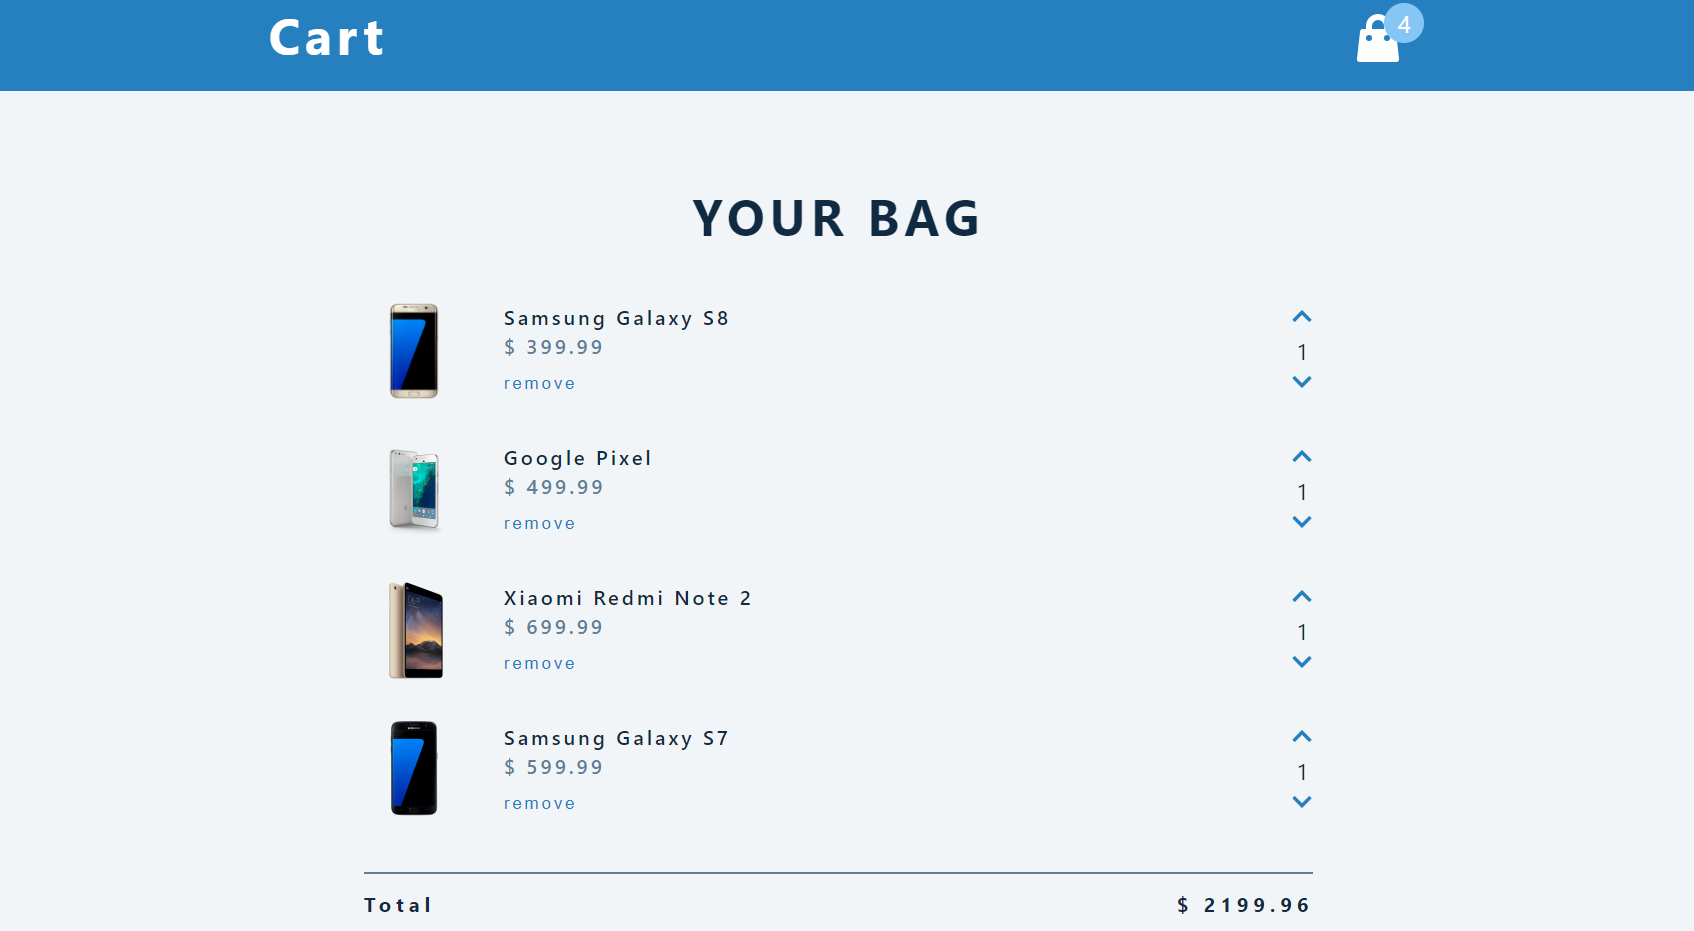 Cart
4
YOUR BAG
Samsung Galaxy S8
$ 399.99
remove
1
Google Pixel
$ 499.99
remove
1
Xiaomi Redmi Note 2
$ 699.99
remove
1
Samsung Galaxy S7
$ 599.99
remove
1
Total
$ 2199.96